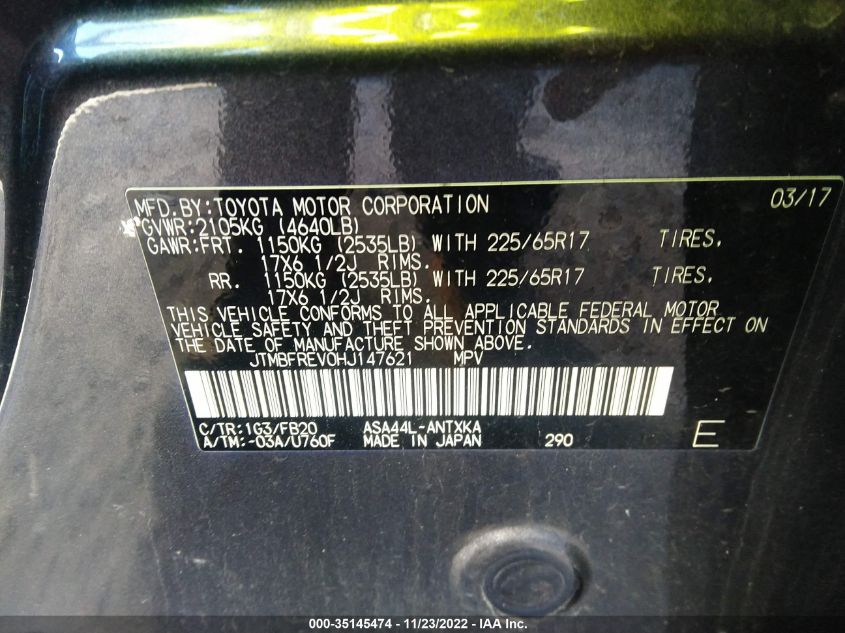 MFD. BY: TOYOTA MOTOR CORPORATION 03/17
GVWR: 2105KG (4640LB)
GAWR: FRT. 1150KG (2535LB) WITH 225/65R17 TIRES,
17X6 1/2J RIMS.
RR. 1150KG (2535LB) WITH 225/65R17 TIRES,
17X6 1/2J RIMS.
THIS VEHICLE CONFORMS TO ALL APPLICABLE FEDERAL MOTOR
VEHICLE SAFETY AND THEFT PREVENTION STANDARDS IN EFFECT ON
THE DATE OF MANUFACTURE SHOWN ABOVE.
JTMBFREV0HJ147621 MPV
C/TR: 1G3/FB20 ASA44L-ANTXKA
A/TM: -03A/U760F MADE IN JAPAN 290 E
000-35145474 - 11/23/2022 - IAA Inc.